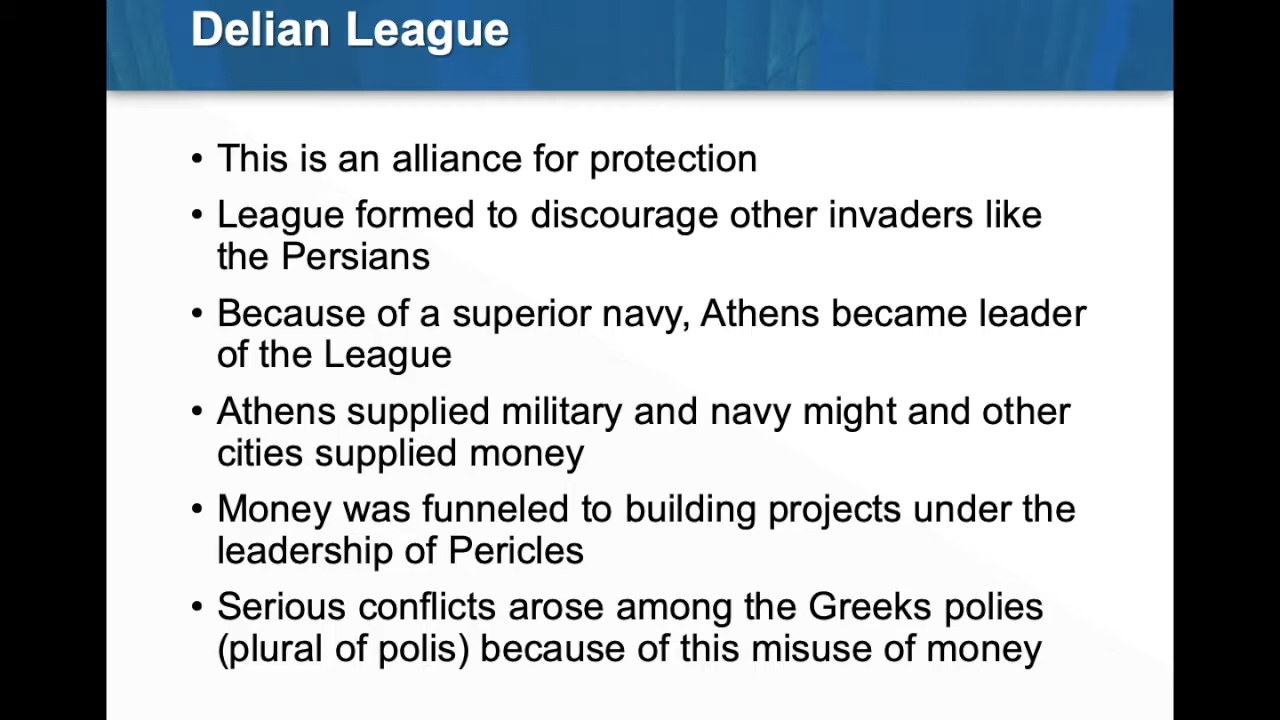 Delian League
• This is an alliance for protection
• League formed to discourage other invaders like
the Persians
• Because of a superior navy, Athens became leader
of the League
• Athens supplied military and navy might and other
cities supplied money
• Money was funneled to building projects under the
leadership of Pericles
• Serious conflicts arose among the Greeks polies
(plural of polis) because of this misuse of money